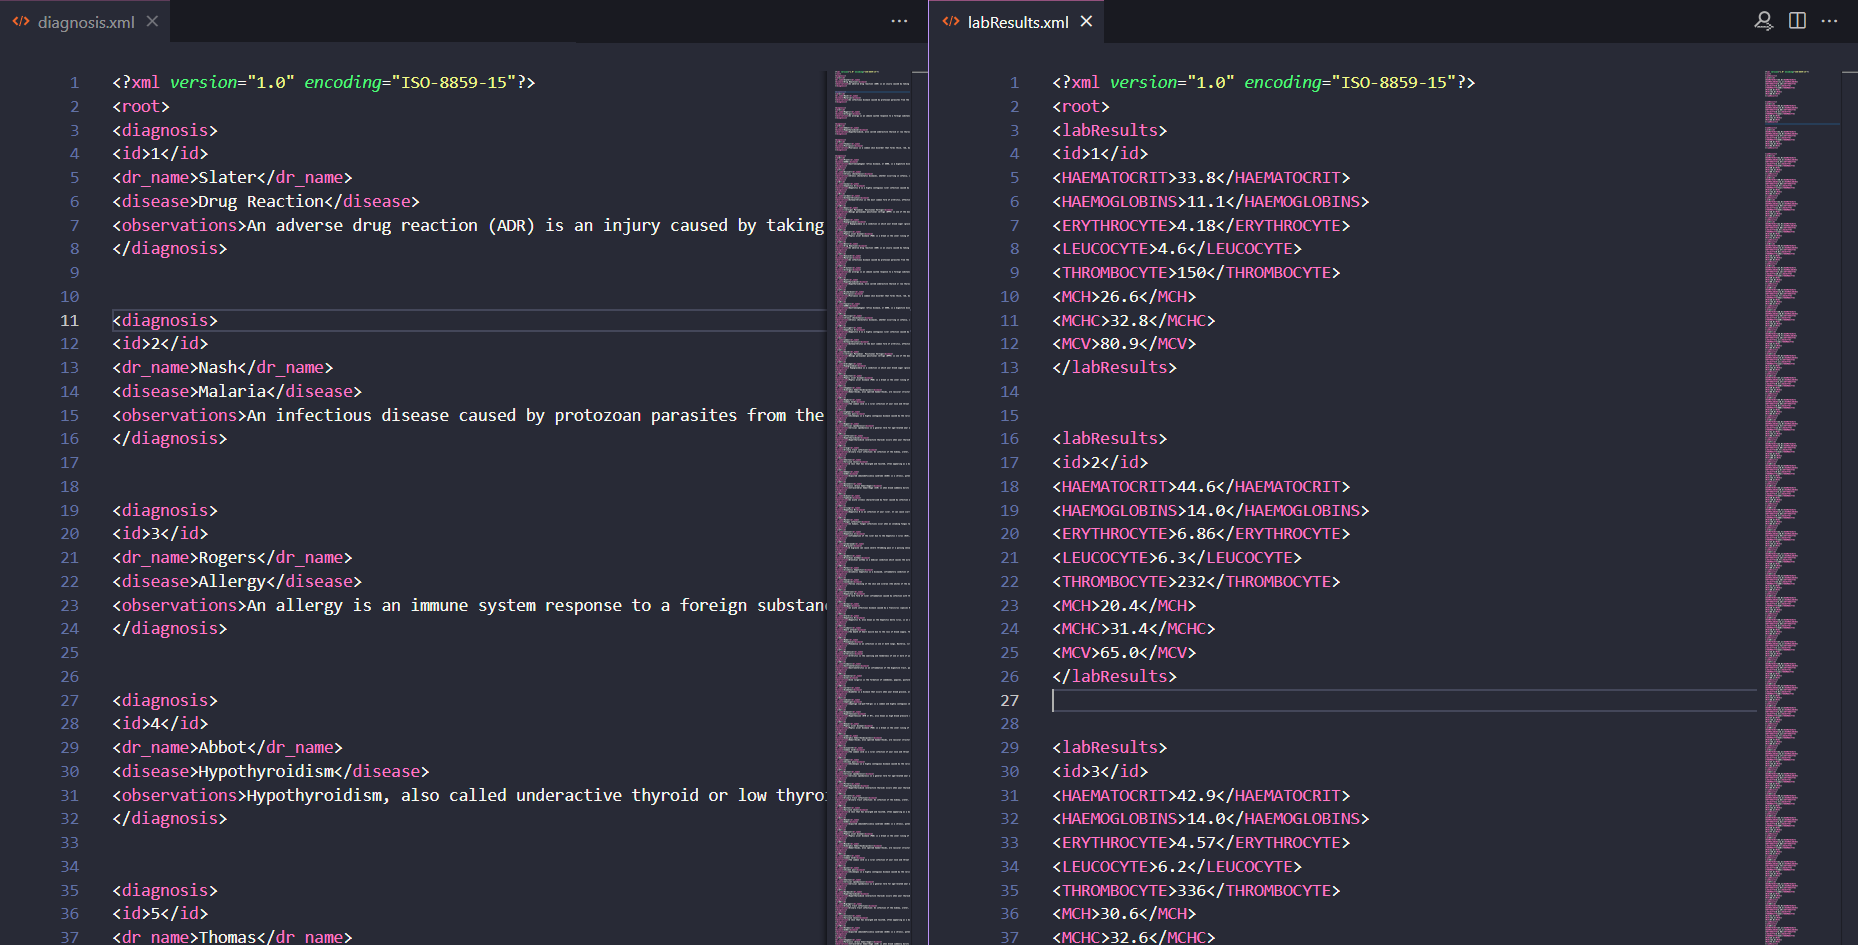 diagnosis.xml
1 <?xml version="1.0" encoding="ISO-8859-15"?>
2 <root>
3 <diagnosis>
4 <id>1</id>
5 <dr_name>Slater</dr_name>
6 <disease>Drug Reaction</disease>
7 <observations>An adverse drug reaction (ADR) is an injury caused by taking
8 </diagnosis>
9
10
11 <diagnosis>
12 <id>2</id>
13 <dr_name>Nash</dr_name>
14 <disease>Malaria</disease>
15 <observations>An infectious disease caused by protozoan parasites from the
16 </diagnosis>
17
18
19 <diagnosis>
20 <id>3</id>
21 <dr_name>Rogers</dr_name>
22 <disease>Allergy</disease>
23 <observations>An allergy is an immune system response to a foreign substan
24 </diagnosis>
25
26
27 <diagnosis>
28 <id>4</id>
29 <dr_name>Abbot</dr_name>
30 <disease>Hypothyroidism</disease>
31 <observations>Hypothyroidism, also called underactive thyroid or low thyro
32 </diagnosis>
33
34
35 <diagnosis>
36 <id>5</id>
37 <dr_name>Thomas</dr_name>
labResults.xml
1 <?xml version="1.0" encoding="ISO-8859-15"?>
2 <root>
3 <labResults>
4 <id>1</id>
5 <HAEMATOCRIT>33.8</HAEMATOCRIT>
6 <HAEMOGLOBINS>11.1</HAEMOGLOBINS>
7 <ERYTHROCYTE>4.18</ERYTHROCYTE>
8 <LEUCOCYTE>4.6</LEUCOCYTE>
9 <THROMBOCYTE>150</THROMBOCYTE>
10 <MCH>26.6</MCH>
11 <MCHC>32.8</MCHC>
12 <MCV>80.9</MCV>
13 </labResults>
14
15
16 <labResults>
17 <id>2</id>
18 <HAEMATOCRIT>44.6</HAEMATOCRIT>
19 <HAEMOGLOBINS>14.0</HAEMOGLOBINS>
20 <ERYTHROCYTE>6.86</ERYTHROCYTE>
21 <LEUCOCYTE>6.3</LEUCOCYTE>
22 <THROMBOCYTE>232</THROMBOCYTE>
23 <MCH>20.4</MCH>
24 <MCHC>31.4</MCHC>
25 <MCV>65.0</MCV>
26 </labResults>
27
28
29 <labResults>
30 <id>3</id>
31 <HAEMATOCRIT>42.9</HAEMATOCRIT>
32 <HAEMOGLOBINS>14.0</HAEMOGLOBINS>
33 <ERYTHROCYTE>4.57</ERYTHROCYTE>
34 <LEUCOCYTE>6.2</LEUCOCYTE>
35 <THROMBOCYTE>336</THROMBOCYTE>
36 <MCH>30.6</MCH>
37 <MCHC>32.6</MCHC>